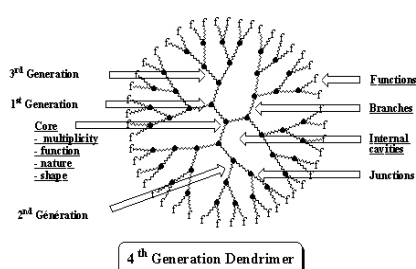 3rd Generation
1st Generation
Core
- multiplicity
- function
- nature
- shape
2nd Génération
Functions
Branches
Internal
cavities
Junctions
4th Generation Dendrimer